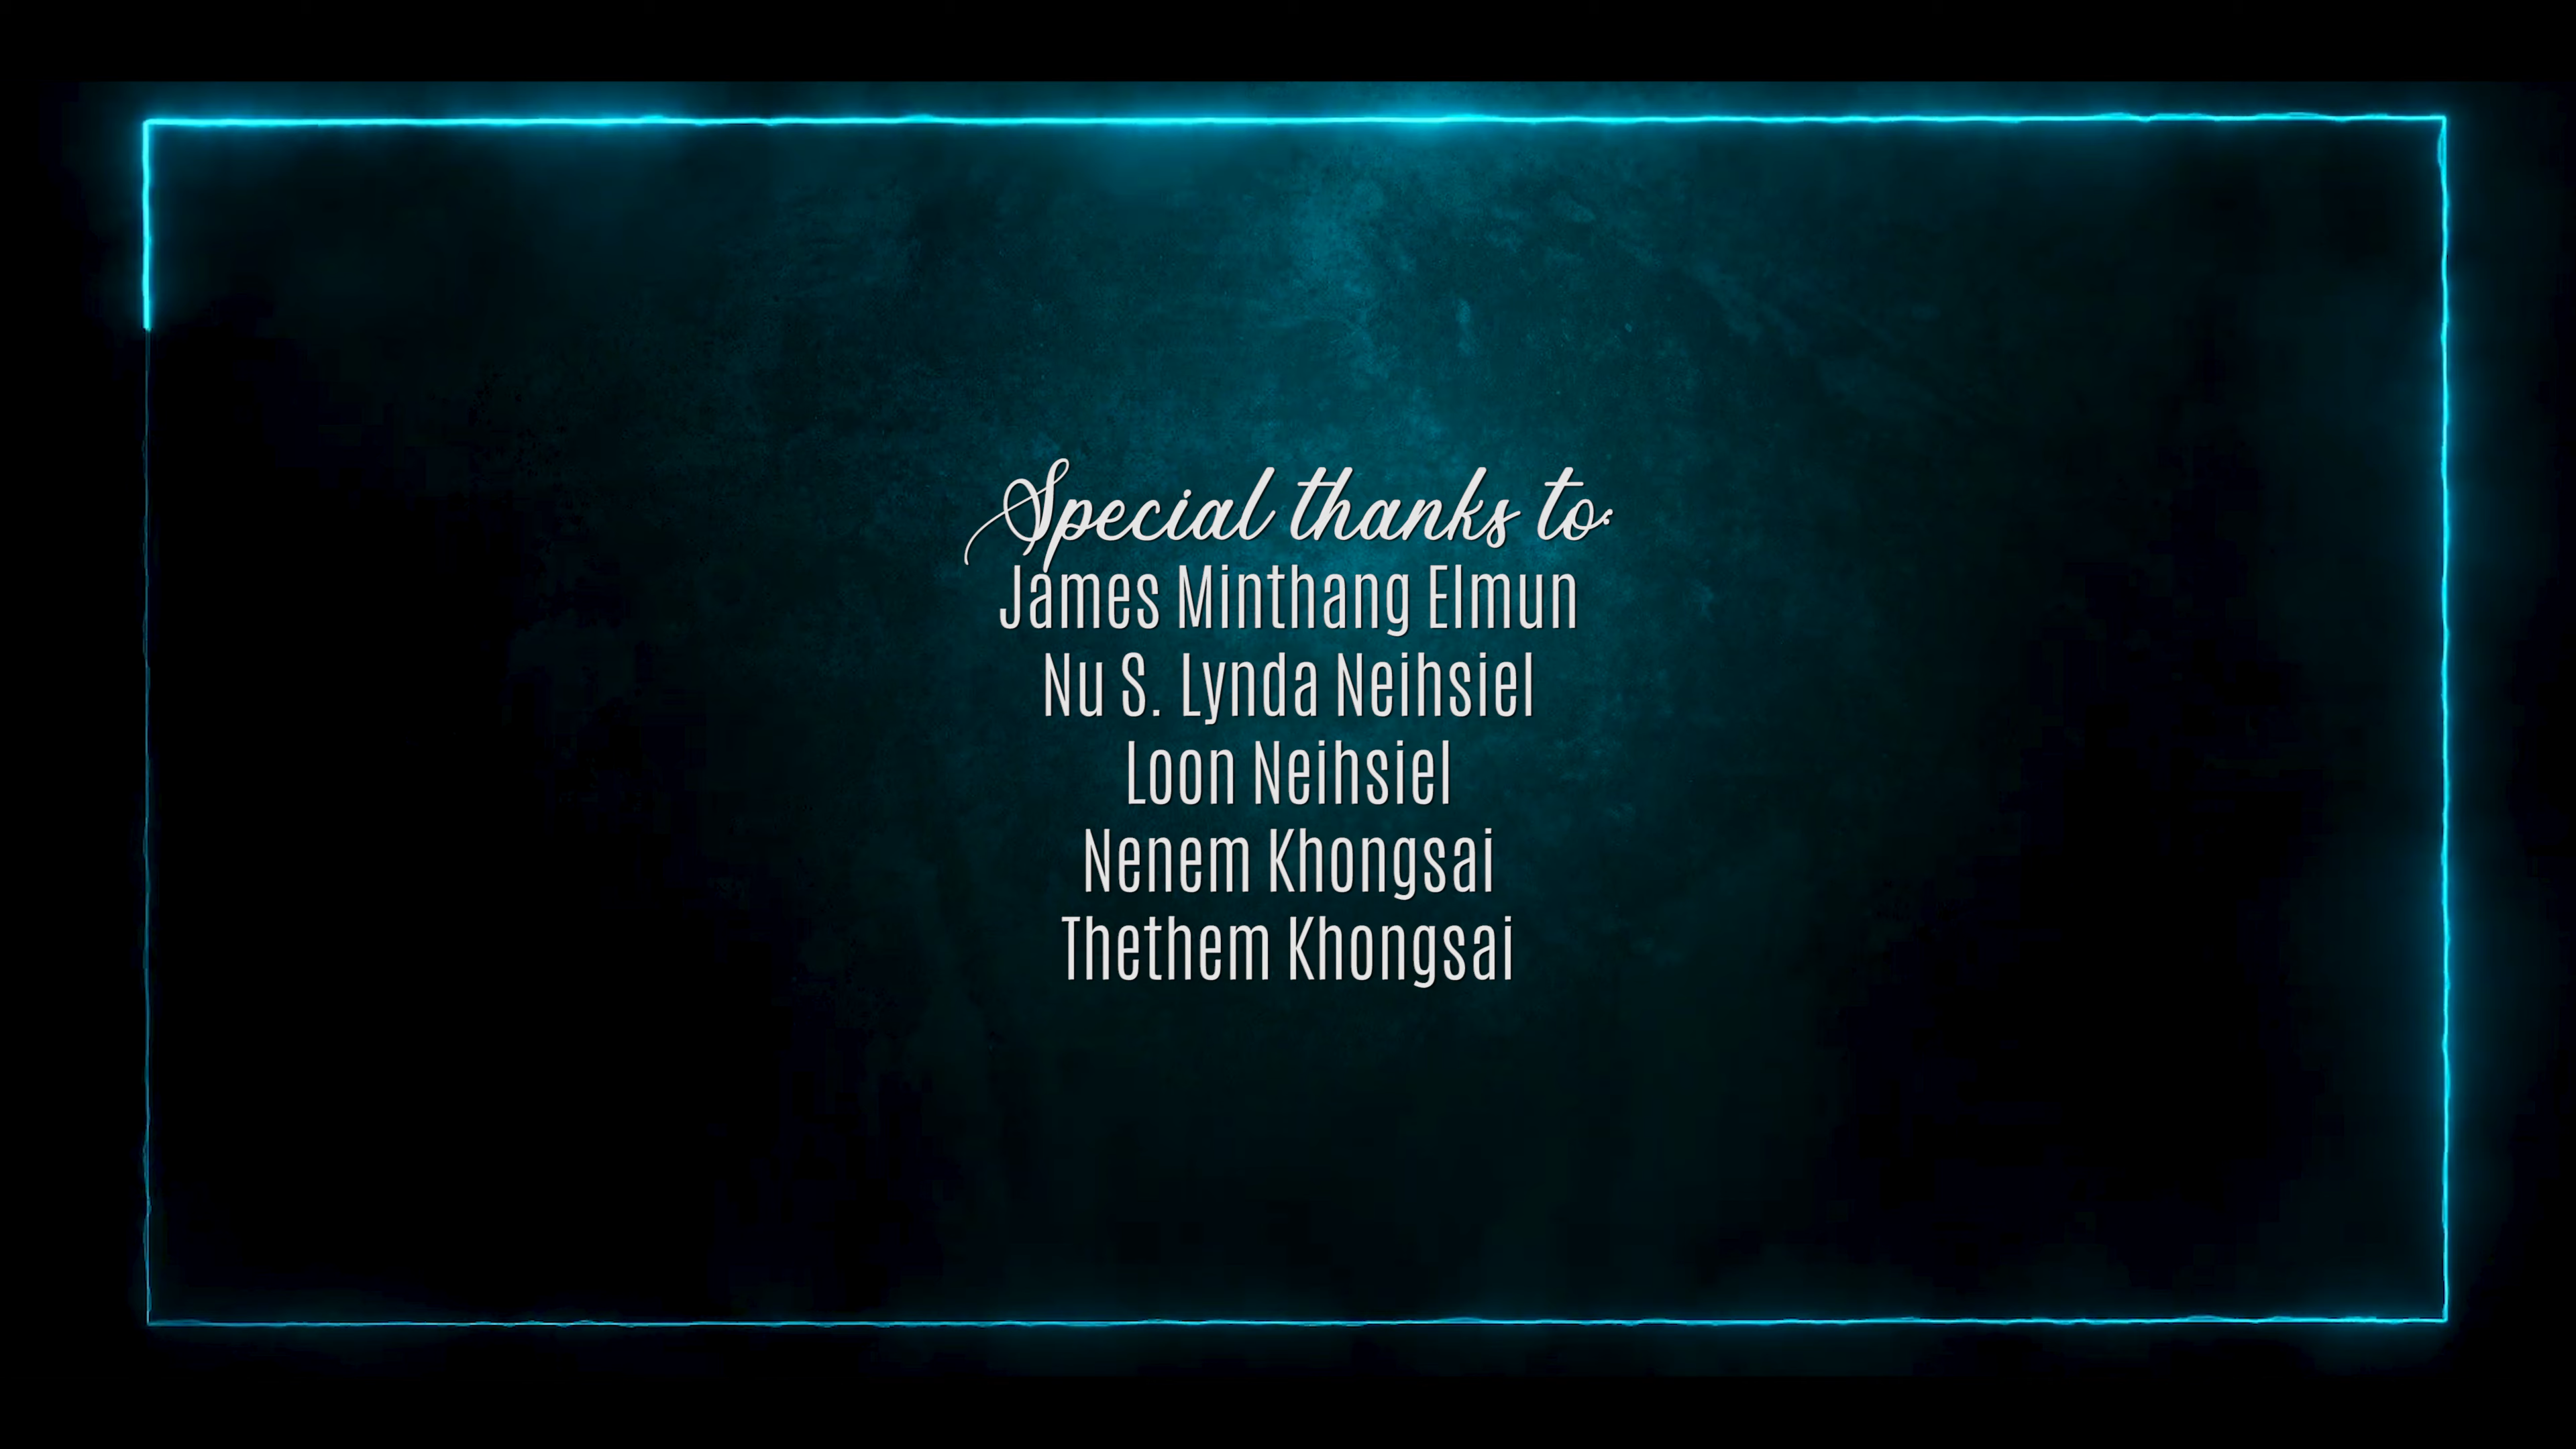 Special thanks to:
James Minthang Elmun
Nu S. Lynda Neihsiel
Loon Neihsiel
Nenem Khongsai
Thethem Khongsai